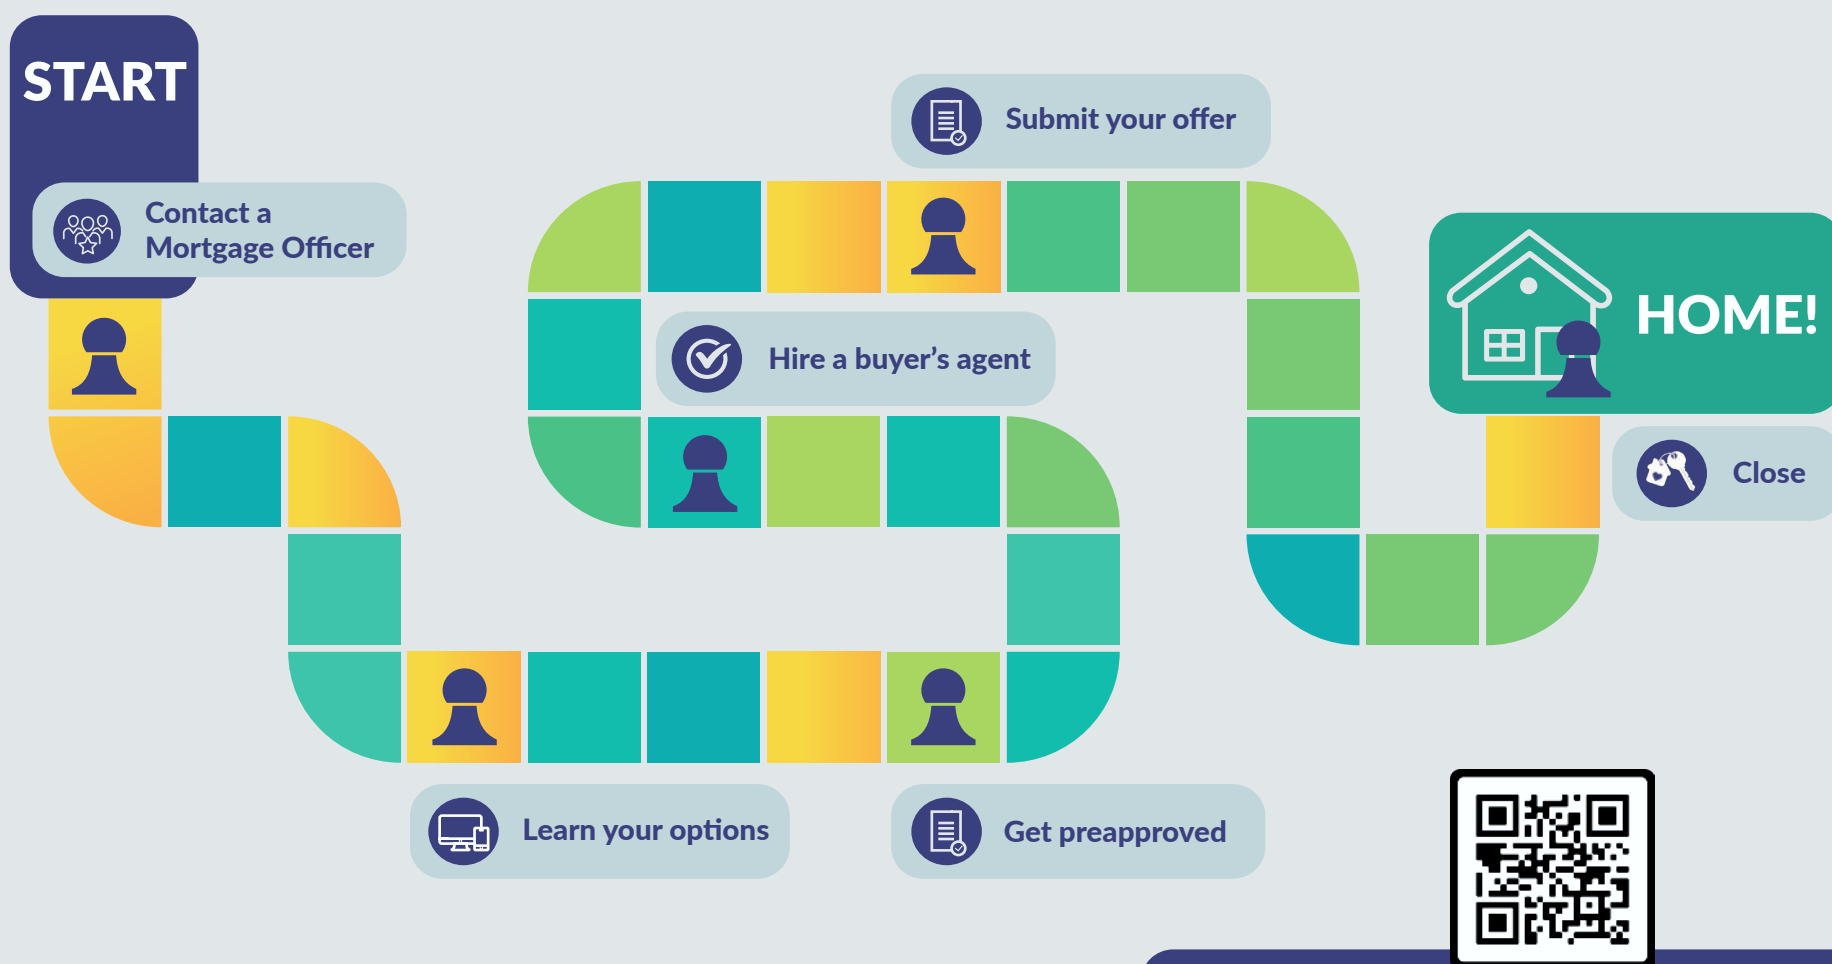 START
Contact a
Mortgage Officer
Submit your offer
Hire a buyer’s agent
HOME!
Close
Learn your options
Get preapproved